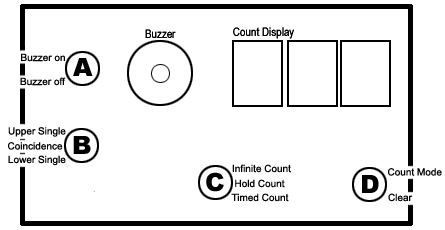 Buzzer
Count Display
Buzzer on
A
Buzzer off
Upper Single
Coincidence
B
Lower Single
Infinite Count
C
Hold Count
Timed Count
Count Mode
D
Clear